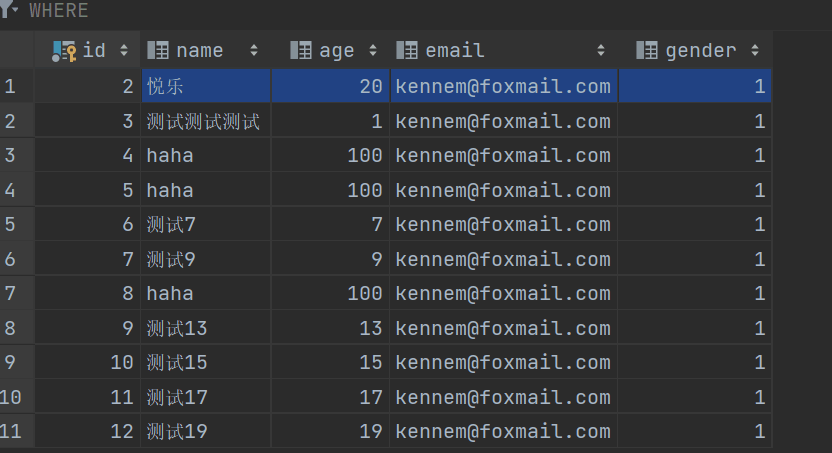 WHERE
id name age email gender
1 2 悦乐 20 kennem@foxmail.com 1
2 3 测试测试测试 1 kennem@foxmail.com 1
3 4 haha 100 kennem@foxmail.com 1
4 5 haha 100 kennem@foxmail.com 1
5 6 测试7 7 kennem@foxmail.com 1
6 7 测试9 9 kennem@foxmail.com 1
7 8 haha 100 kennem@foxmail.com 1
8 9 测试13 13 kennem@foxmail.com 1
9 10 测试15 15 kennem@foxmail.com 1
10 11 测试17 17 kennem@foxmail.com 1
11 12 测试19 19 kennem@foxmail.com 1